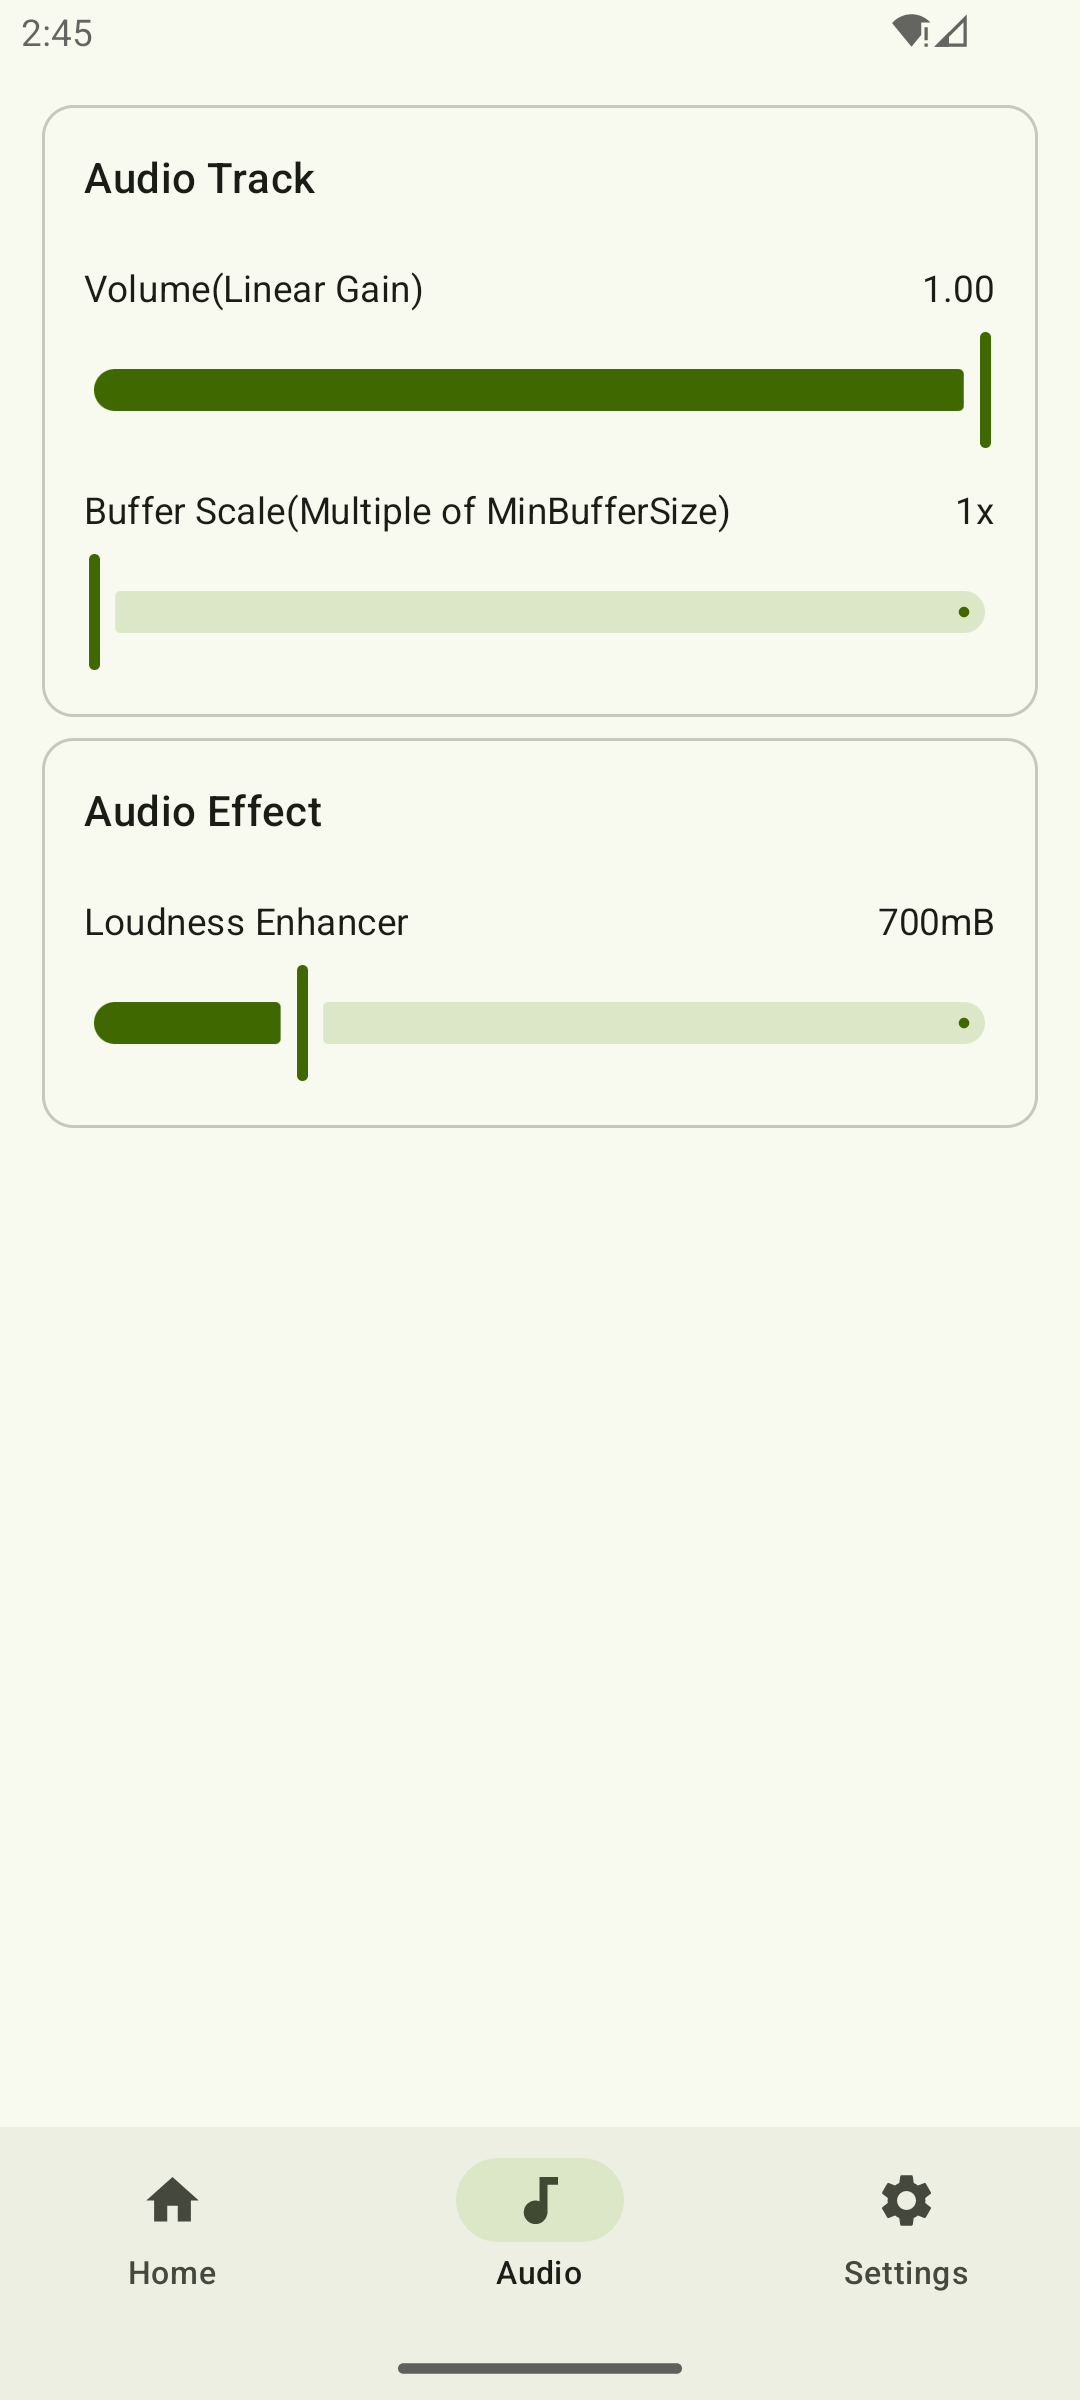 2:45
Audio Track
Volume(Linear Gain) 1.00
Buffer Scale(Multiple of MinBufferSize) 1x
Audio Effect
Loudness Enhancer 700mB
Home Audio Settings